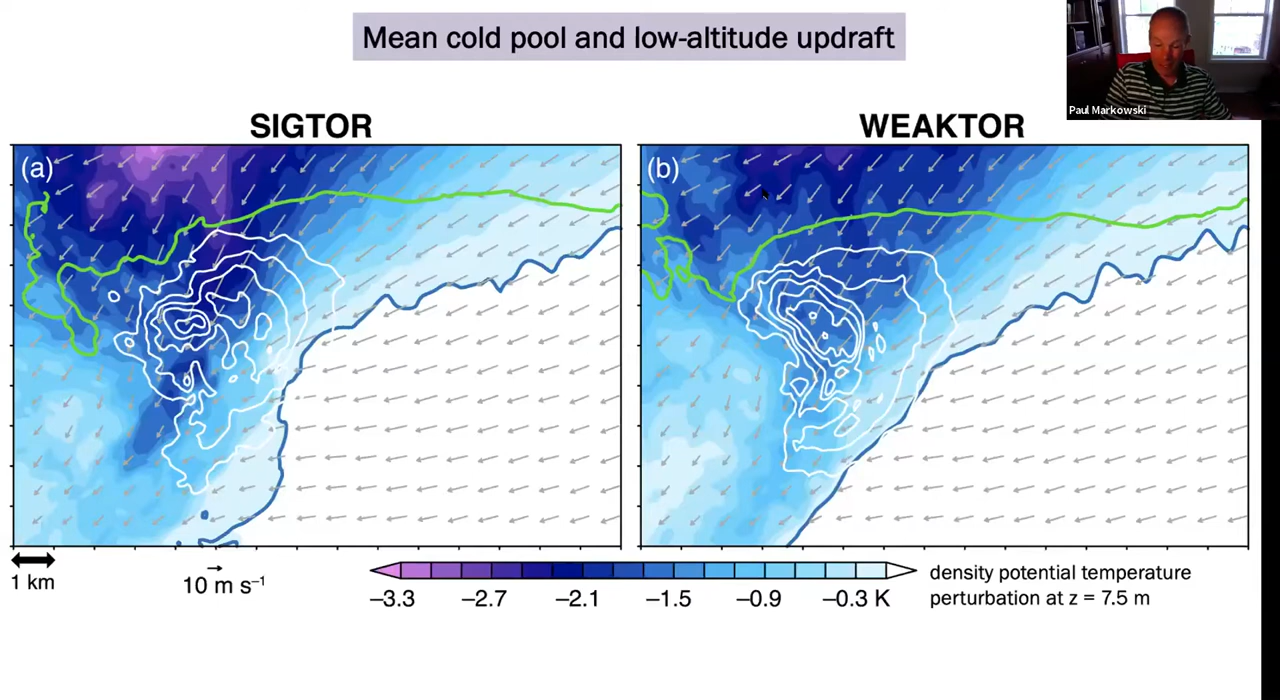 Mean cold pool and low-altitude updraft
Paul Markowski
SIGTOR
WEAKTOR
(a)
(b)
1 km
10 m s⁻¹
–3.3 –2.7 –2.1 –1.5 –0.9 –0.3 K
density potential temperature
perturbation at z = 7.5 m